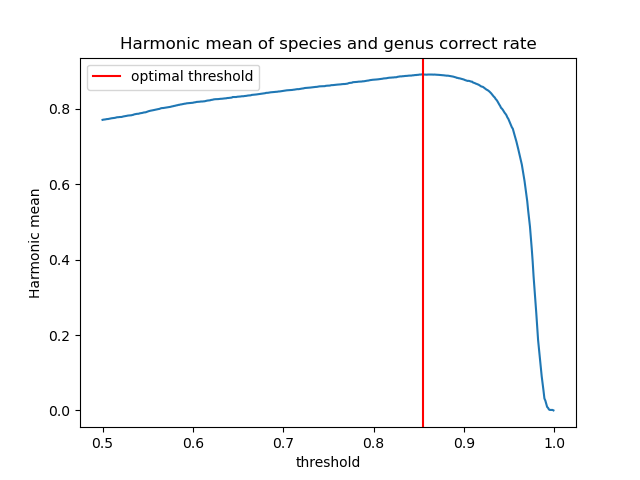 Harmonic mean of species and genus correct rate
optimal threshold
Harmonic mean
0.8
0.6
0.4
0.2
0.0
0.5 0.6 0.7 0.8 0.9 1.0
threshold